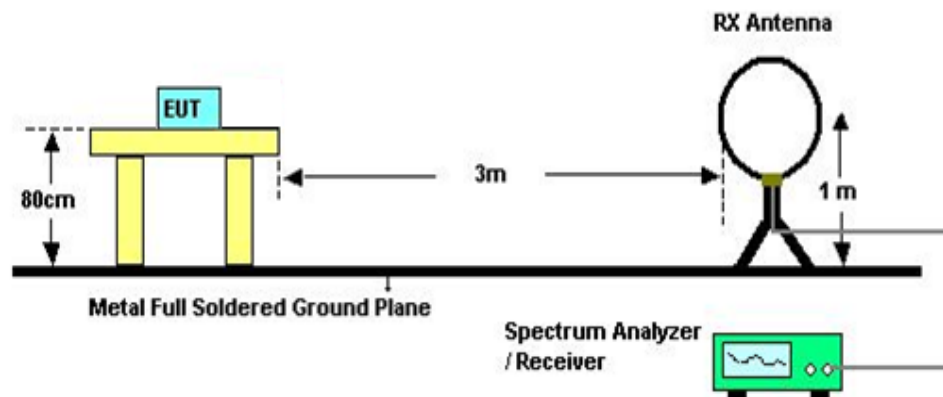 RX Antenna
EUT
80cm
3m
1 m
Metal Full Soldered Ground Plane
Spectrum Analyzer
/ Receiver